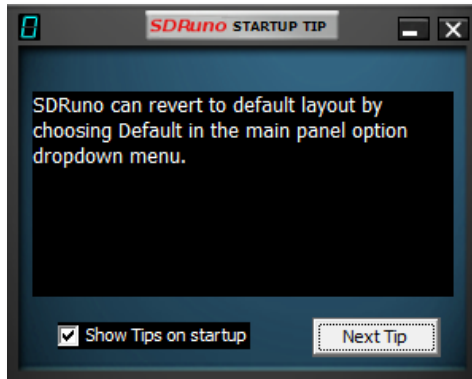 0
SDRuno STARTUP TIP
SDRuno can revert to default layout by
choosing Default in the main panel option
dropdown menu.
Show Tips on startup
Next Tip